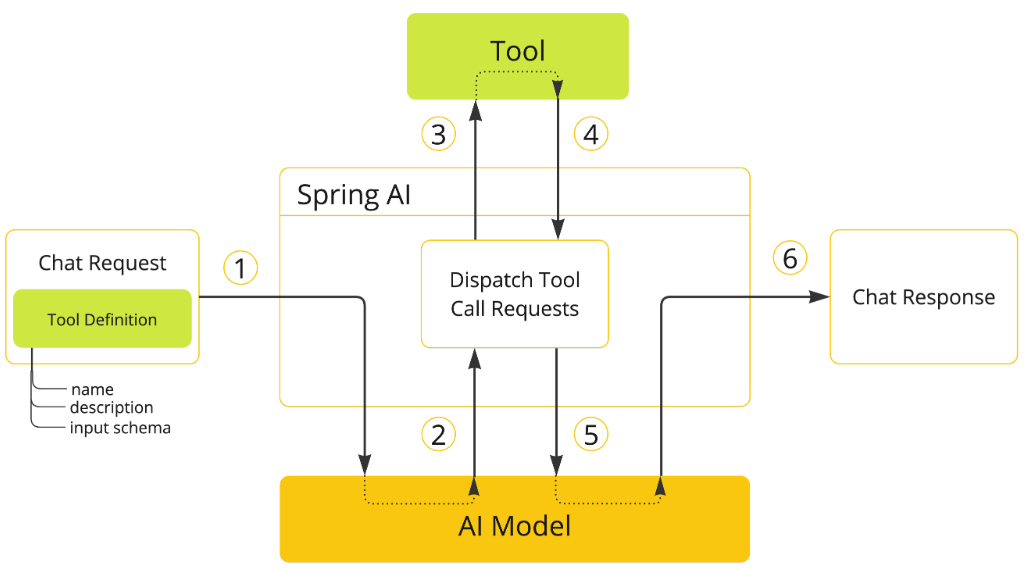 Tool
3
4
Spring AI
Chat Request
1
Dispatch Tool
Call Requests
6
Chat Response
Tool Definition
name
description
input schema
2
5
AI Model